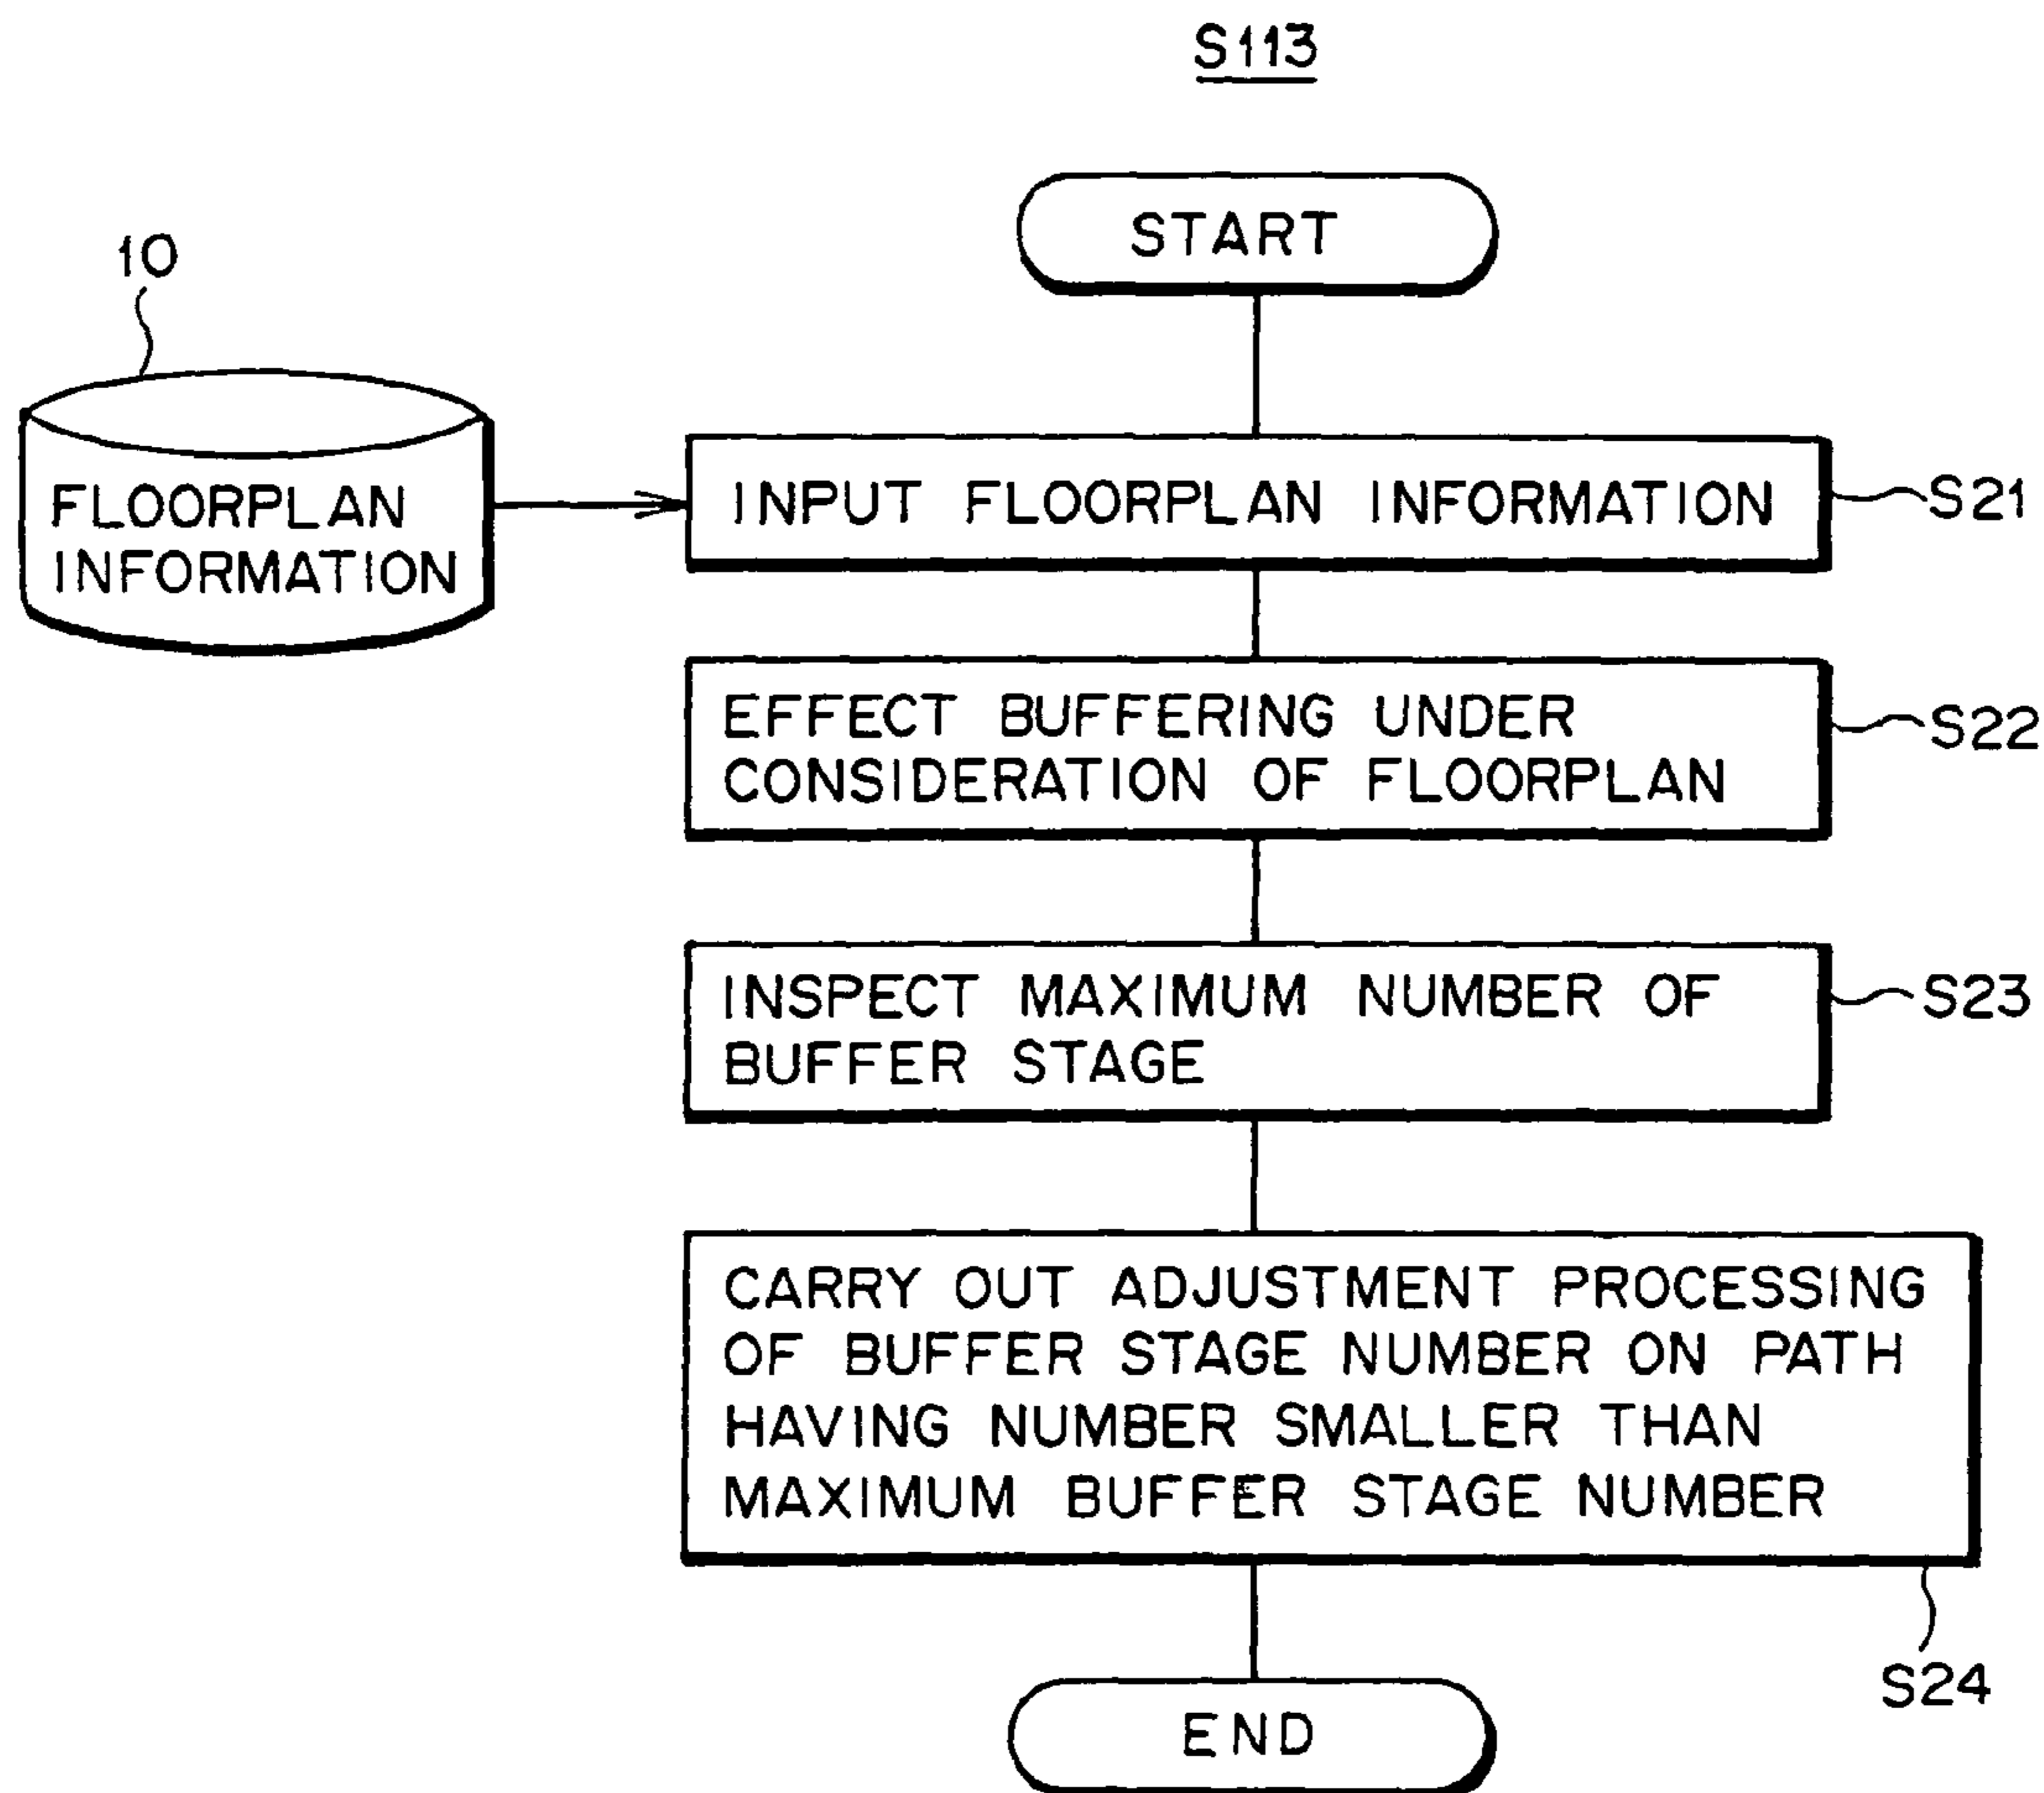 S113
START
10
FLOORPLAN
INFORMATION
INPUT FLOORPLAN INFORMATION
S21
EFFECT BUFFERING UNDER
CONSIDERATION OF FLOORPLAN
S22
INSPECT MAXIMUM NUMBER OF
BUFFER STAGE
S23
CARRY OUT ADJUSTMENT PROCESSING
OF BUFFER STAGE NUMBER ON PATH
HAVING NUMBER SMALLER THAN
MAXIMUM BUFFER STAGE NUMBER
S24
END